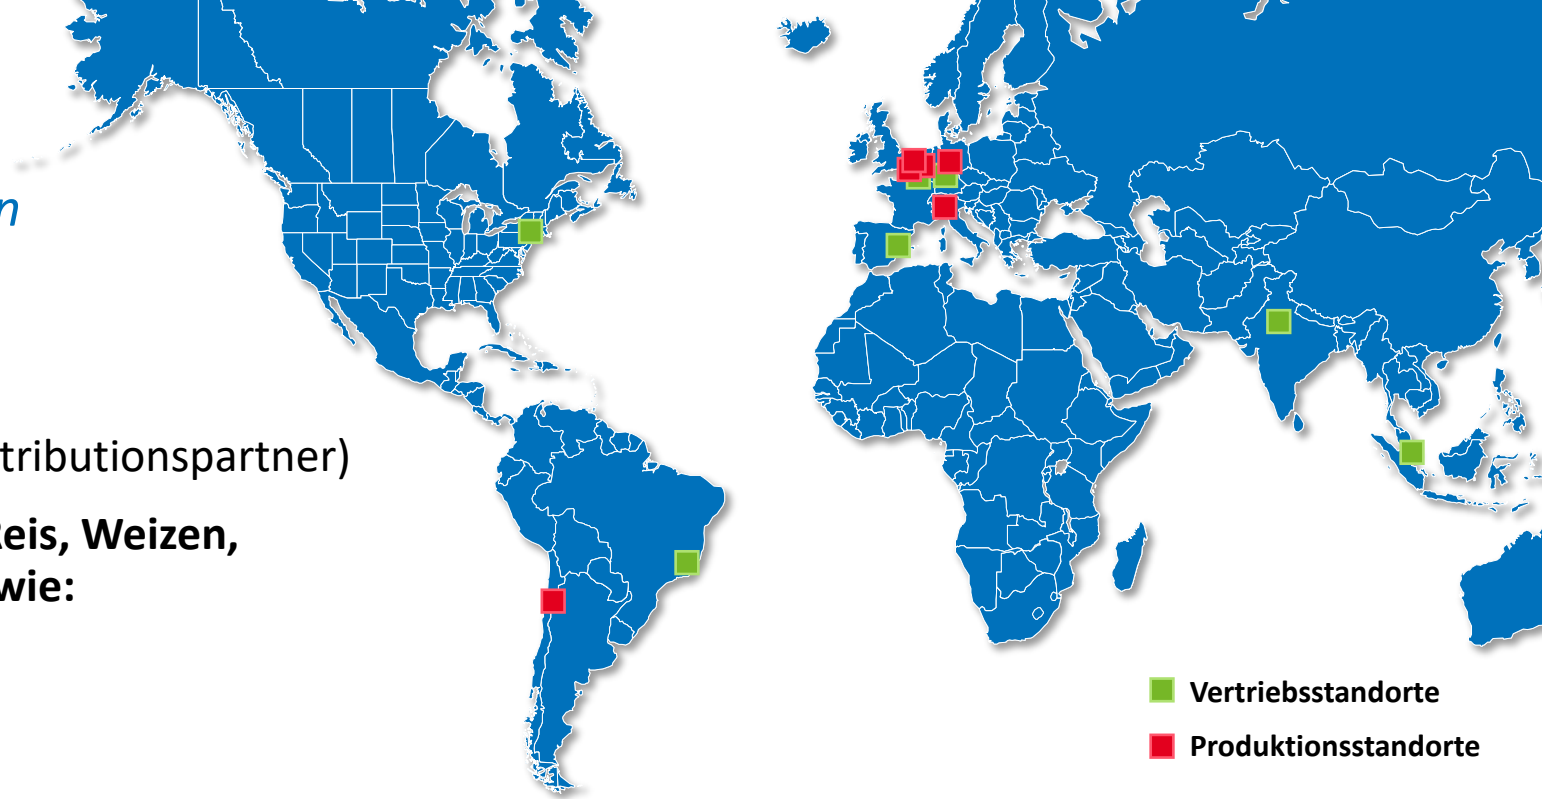 n
tributionspartner)
eis, Weizen,
wie:
Vertriebsstandorte
Produktionsstandorte